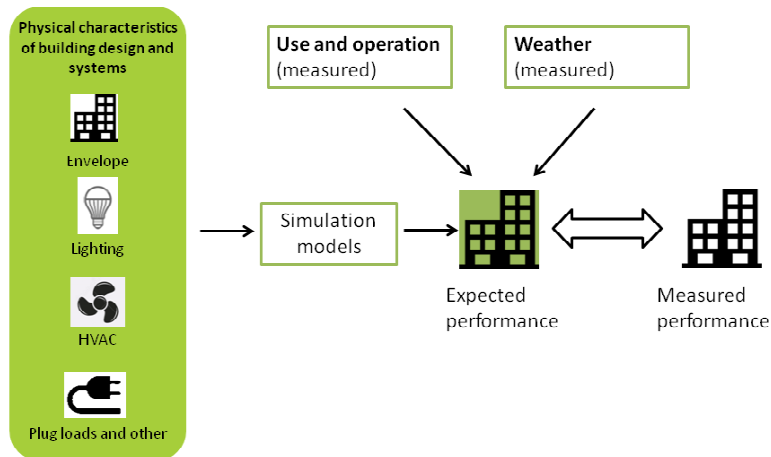 Physical characteristics
of building design and
systems
Envelope
Lighting
HVAC
Plug loads and other
Use and operation
(measured)
Weather
(measured)
Simulation
models
Expected
performance
Measured
performance